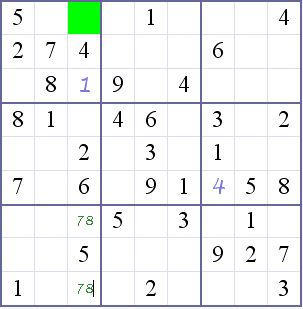 5 1 4
2 7 4 6
8 1 9 4
8 1 4 6 3 2
2 3 1
7 6 9 1 4 5 8
78 5 3 1
5 9 2 7
1 78 2 3